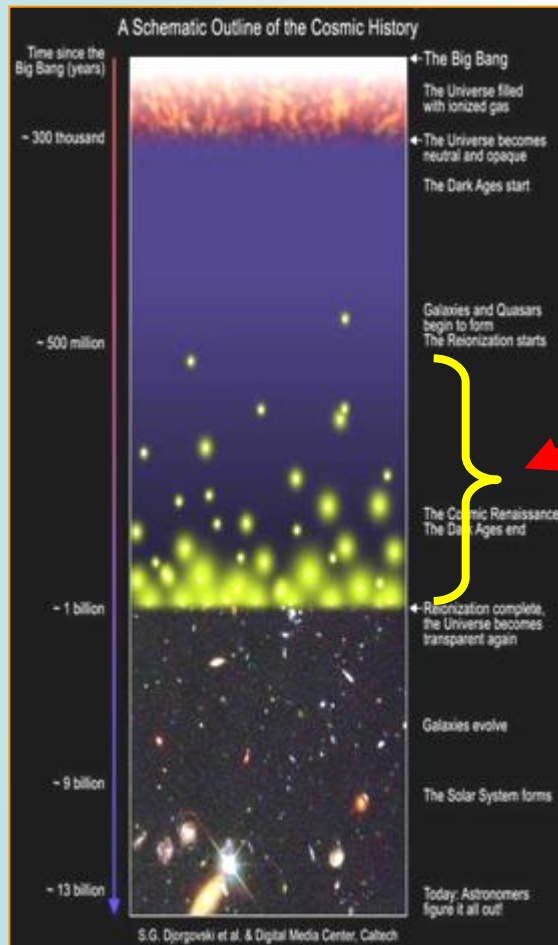 A Schematic Outline of the Cosmic History
Time since the
Big Bang (years)
The Big Bang
The Universe filled
with ionized gas
~ 300 thousand
The Universe becomes
neutral and opaque
The Dark Ages start
Galaxies and Quasars
begin to form
~ 500 million
The Reionization starts
The Cosmic Renaissance
The Dark Ages end
~ 1 billion
Reionization complete,
the Universe becomes
transparent again
Galaxies evolve
~ 9 billion
The Solar System forms
~ 13 billion
Today: Astronomers
figure it all out!
S.G. Djorgovski et al. & Digital Media Center, Caltech